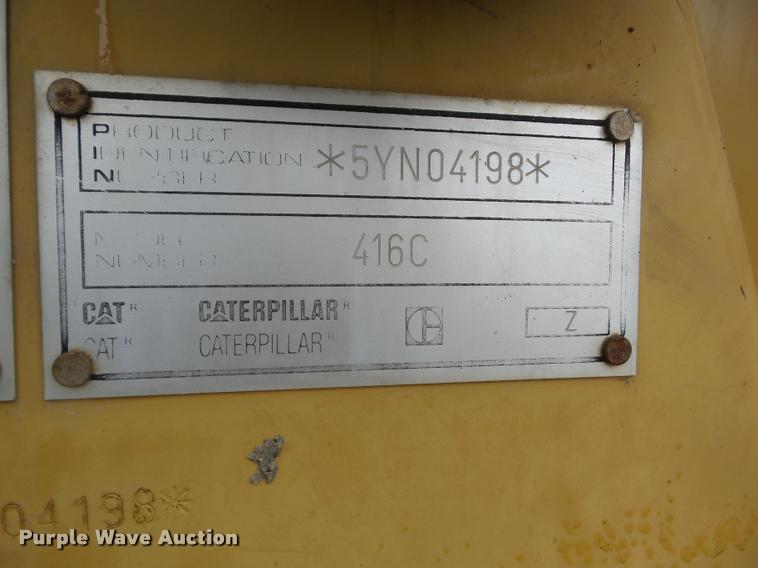 PRODUCT
IDENTIFICATION *5YN04198*
NUMBER
MODEL
NUMBER 416C
CAT R CATERPILLAR R
CAT R CATERPILLAR R
Z
04198*
Purple Wave Auction